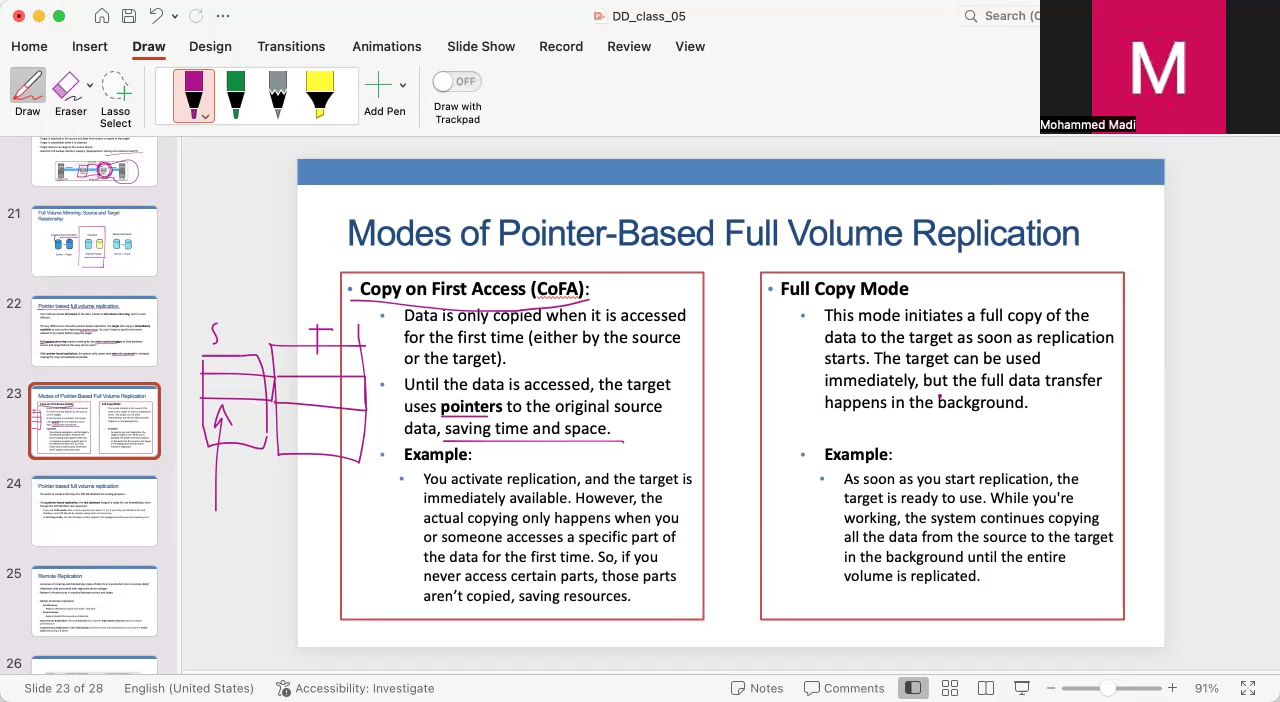 DD_class_05
Search (C
Home Insert Draw Design Transitions Animations Slide Show Record Review View
OFF
Draw Eraser Lasso Select Add Pen Draw with Trackpad
M
Mohammed Madi
21
Full Volume Mirroring: Source and Target Relationship
22
Pointer based full volume replication.
23
Modes of Pointer-Based Full Volume Replication
24
Pointer based full volume replication
25
Remote Replication
26
S
T
Modes of Pointer-Based Full Volume Replication
• Copy on First Access (CoFA):
• Data is only copied when it is accessed
for the first time (either by the source
or the target).
• Until the data is accessed, the target
uses pointers to the original source
data, saving time and space.
• Example:
• You activate replication, and the target is
immediately available. However, the
actual copying only happens when you
or someone accesses a specific part of
the data for the first time. So, if you
never access certain parts, those parts
aren’t copied, saving resources.
• Full Copy Mode
• This mode initiates a full copy of the
data to the target as soon as replication
starts. The target can be used
immediately, but the full data transfer
happens in the background.
• Example:
• As soon as you start replication, the
target is ready to use. While you're
working, the system continues copying
all the data from the source to the target
in the background until the entire
volume is replicated.
Slide 23 of 28 English (United States) Accessibility: Investigate Notes Comments 91%